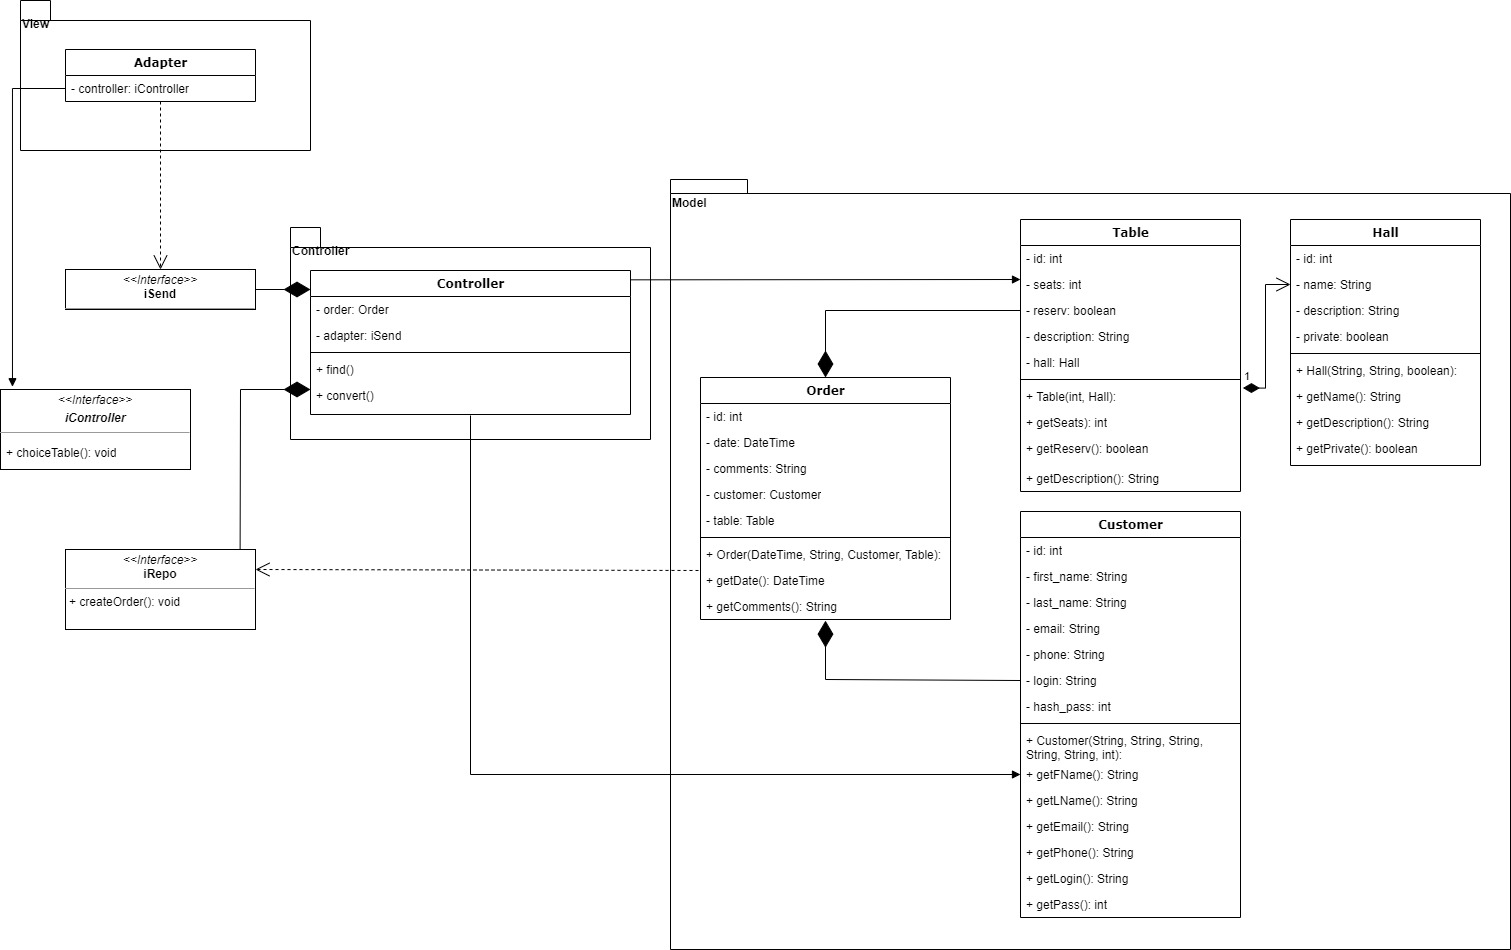 View
Adapter
- controller: iController
<<Interface>>
iSend
<<Interface>>
iController
+ choiceTable(): void
<<Interface>>
iRepo
+ createOrder(): void
Controller
Controller
- order: Order
- adapter: iSend
+ find()
+ convert()
Model
Order
- id: int
- date: DateTime
- comments: String
- customer: Customer
- table: Table
+ Order(DateTime, String, Customer, Table):
+ getDate(): DateTime
+ getComments(): String
Table
- id: int
- seats: int
- reserv: boolean
- description: String
- hall: Hall
+ Table(int, Hall):
+ getSeats): int
+ getReserv(): boolean
+ getDescription(): String
1
Hall
- id: int
- name: String
- description: String
- private: boolean
+ Hall(String, String, boolean):
+ getName(): String
+ getDescription(): String
+ getPrivate(): boolean
Customer
- id: int
- first_name: String
- last_name: String
- email: String
- phone: String
- login: String
- hash_pass: int
+ Customer(String, String, String,
String, String, int):
+ getFName(): String
+ getLName(): String
+ getEmail(): String
+ getPhone(): String
+ getLogin(): String
+ getPass(): int